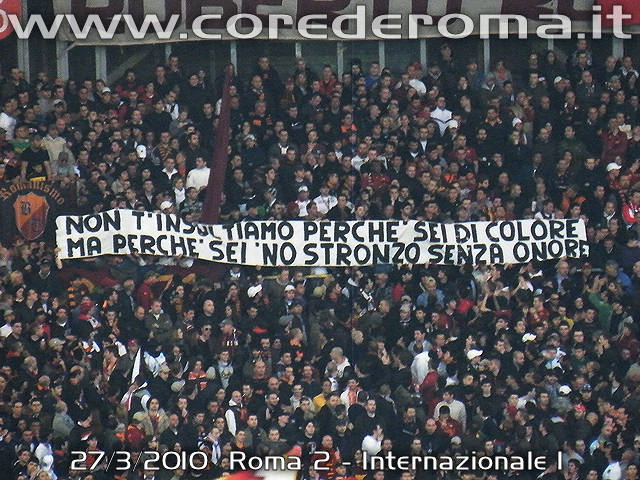 www.corederoma.it
NON T'INSULTIAMO PERCHE' SEI DI COLORE
MA PERCHE' SEI 'NO STRONZO SENZA ONORE
27/3/2010 Roma 2 - Internazionale 1